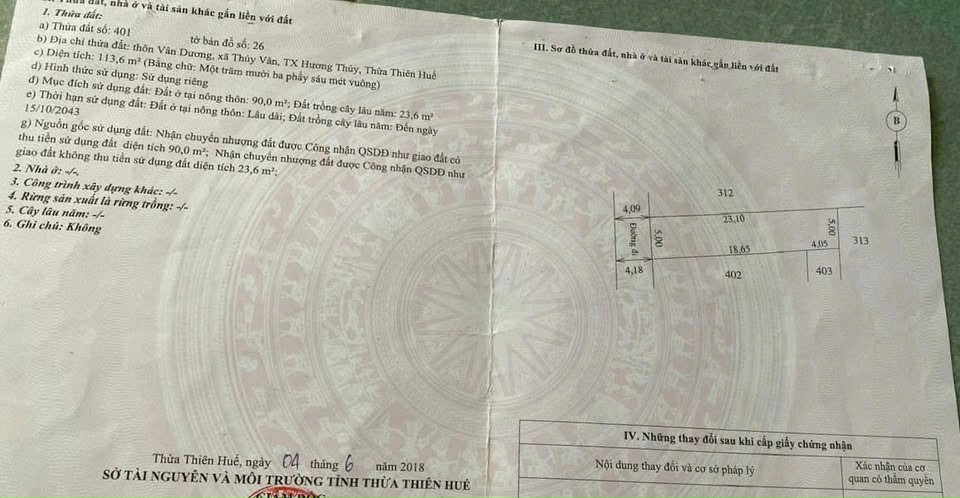 đất, nhà ở và tài sản khác gắn liền với đất
1. Thửa đất:
a) Thửa đất số: 401 tờ bản đồ số: 26
b) Địa chỉ thửa đất: thôn Vân Dương, xã Thủy Vân, TX Hương Thủy, Thừa Thiên Huế
c) Diện tích: 113,6 m² (Bằng chữ: Một trăm mười ba phẩy sáu mét vuông)
d) Hình thức sử dụng: Sử dụng riêng
đ) Mục đích sử dụng đất: Đất ở tại nông thôn: 90,0 m²; Đất trồng cây lâu năm: 23,6 m²
e) Thời hạn sử dụng đất: Đất ở tại nông thôn: Lâu dài; Đất trồng cây lâu năm: Đến ngày
15/10/2043
g) Nguồn gốc sử dụng đất: Nhận chuyển nhượng đất được Công nhận QSDĐ như giao đất có
thu tiền sử dụng đất diện tích 90,0 m²; Nhận chuyển nhượng đất được Công nhận QSDĐ như
giao đất không thu tiền sử dụng đất diện tích 23,6 m²;
2. Nhà ở: -/-
3. Công trình xây dựng khác: -/-
4. Rừng sản xuất là rừng trồng: -/-
5. Cây lâu năm: -/-
6. Ghi chú: Không
Thừa Thiên Huế, ngày 04 tháng 6 năm 2018
SỞ TÀI NGUYÊN VÀ MÔI TRƯỜNG TỈNH THỪA THIÊN HUẾ
GIÁM ĐỐC
III. Sơ đồ thửa đất, nhà ở và tài sản khác gắn liền với đất
B
312
4,09
23,10
Đường đi
5,00
5,00
18,65
4,05
313
4,18
402
403
IV. Những thay đổi sau khi cấp giấy chứng nhận
Nội dung thay đổi và cơ sở pháp lý
Xác nhận của cơ
quan có thẩm quyền